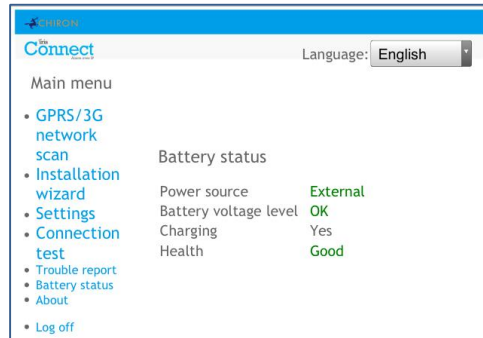 CHIRON
Connect
Language: English
Main menu
• GPRS/3G
network
scan
• Installation
wizard
• Settings
• Connection
test
• Trouble report
• Battery status
• About
• Log off
Battery status
Power source External
Battery voltage level OK
Charging Yes
Health Good